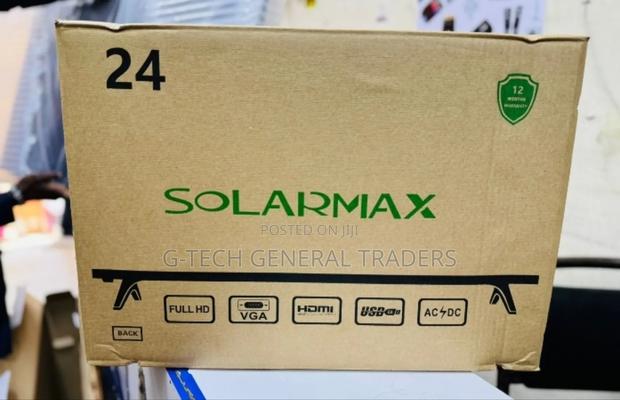 24
12
MONTHS
WARRANTY
SOLARMAX
POSTED ON JIJI
G-TECH GENERAL TRADERS
FULL HD
VGA
HDMI
USB
AC DC
BACK